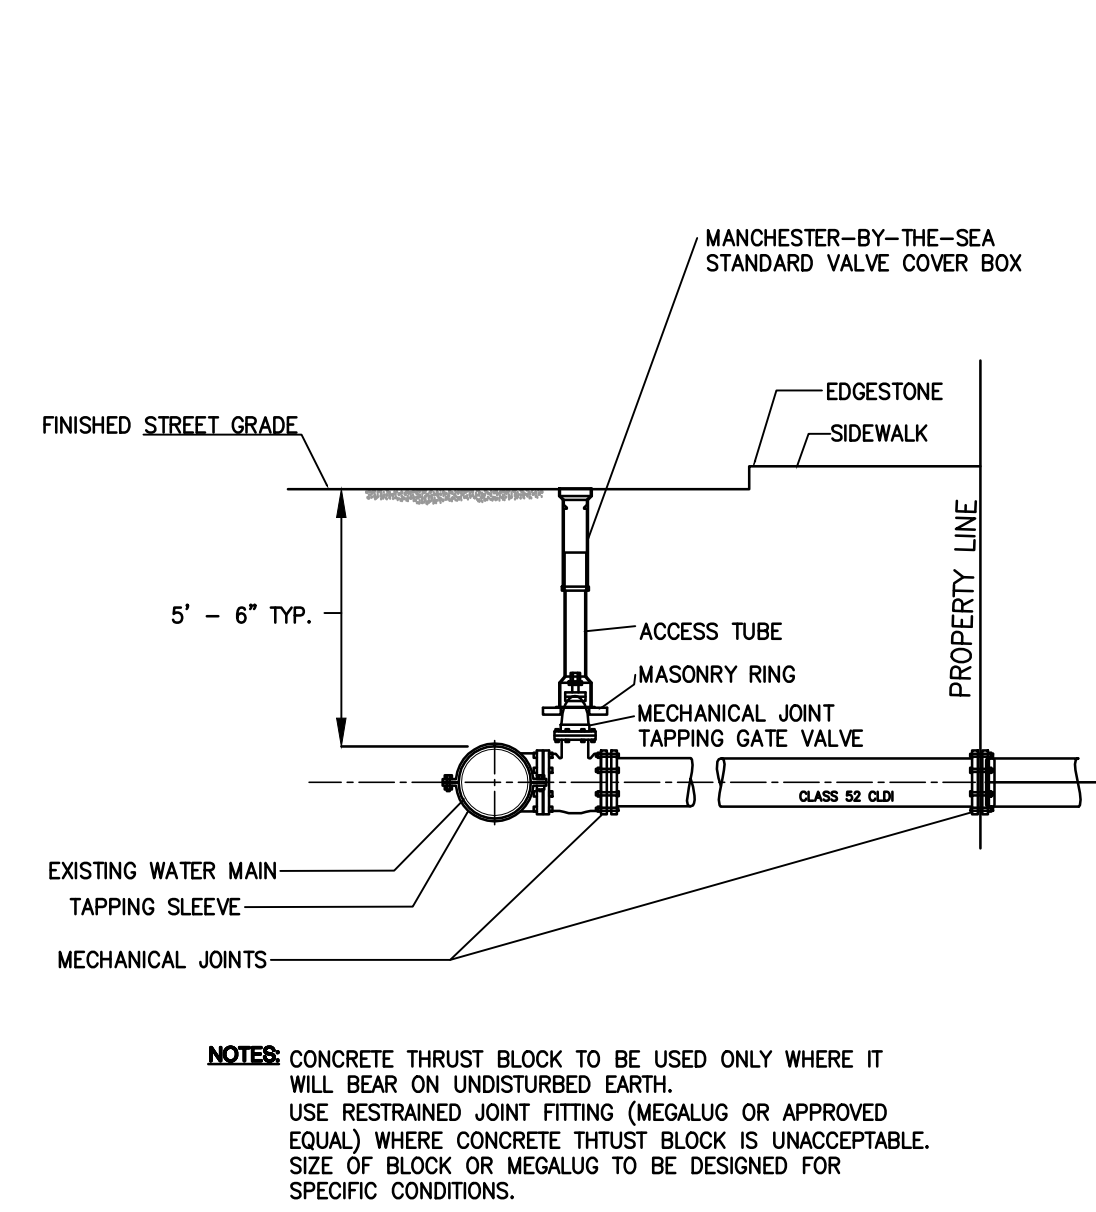 MANCHESTER-BY-THE-SEA
STANDARD VALVE COVER BOX
EDGESTONE
SIDEWALK
FINISHED STREET GRADE
PROPERTY LINE
5' - 6" TYP.
ACCESS TUBE
MASONRY RING
MECHANICAL JOINT
TAPPING GATE VALVE
CLASS 52 CLDI
EXISTING WATER MAIN
TAPPING SLEEVE
MECHANICAL JOINTS
NOTES: CONCRETE THRUST BLOCK TO BE USED ONLY WHERE IT
WILL BEAR ON UNDISTURBED EARTH.
USE RESTRAINED JOINT FITTING (MEGALUG OR APPROVED
EQUAL) WHERE CONCRETE THTUST BLOCK IS UNACCEPTABLE.
SIZE OF BLOCK OR MEGALUG TO BE DESIGNED FOR
SPECIFIC CONDITIONS.